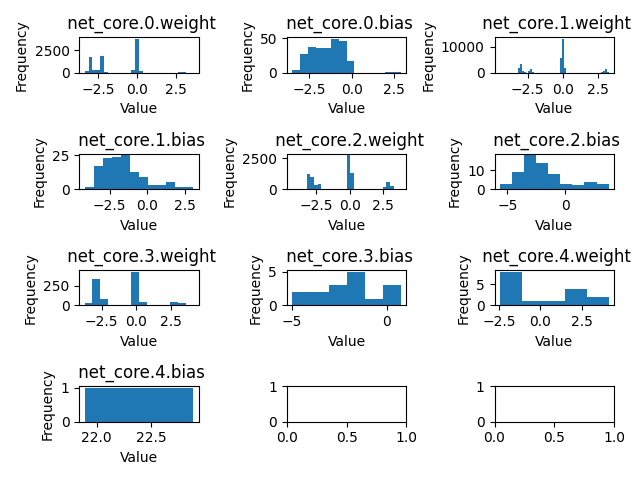 net_core.0.weight
Frequency
2500
0
−2.5 0.0 2.5
Value
net_core.0.bias
Frequency
50
0
−2.5 0.0 2.5
Value
net_core.1.weight
Frequency
10000
0
−2.5 0.0 2.5
Value
net_core.1.bias
Frequency
25
0
−2.5 0.0 2.5
Value
net_core.2.weight
Frequency
2500
0
−2.5 0.0 2.5
Value
net_core.2.bias
Frequency
10
0
−5 0
Value
net_core.3.weight
Frequency
250
0
−2.5 0.0 2.5
Value
net_core.3.bias
Frequency
5
0
−5 0
Value
net_core.4.weight
Frequency
5
0
−2.5 0.0 2.5
Value
net_core.4.bias
Frequency
1
0
22.0 22.5
Value
1
0
0.0 0.5 1.0
1
0
0.0 0.5 1.0